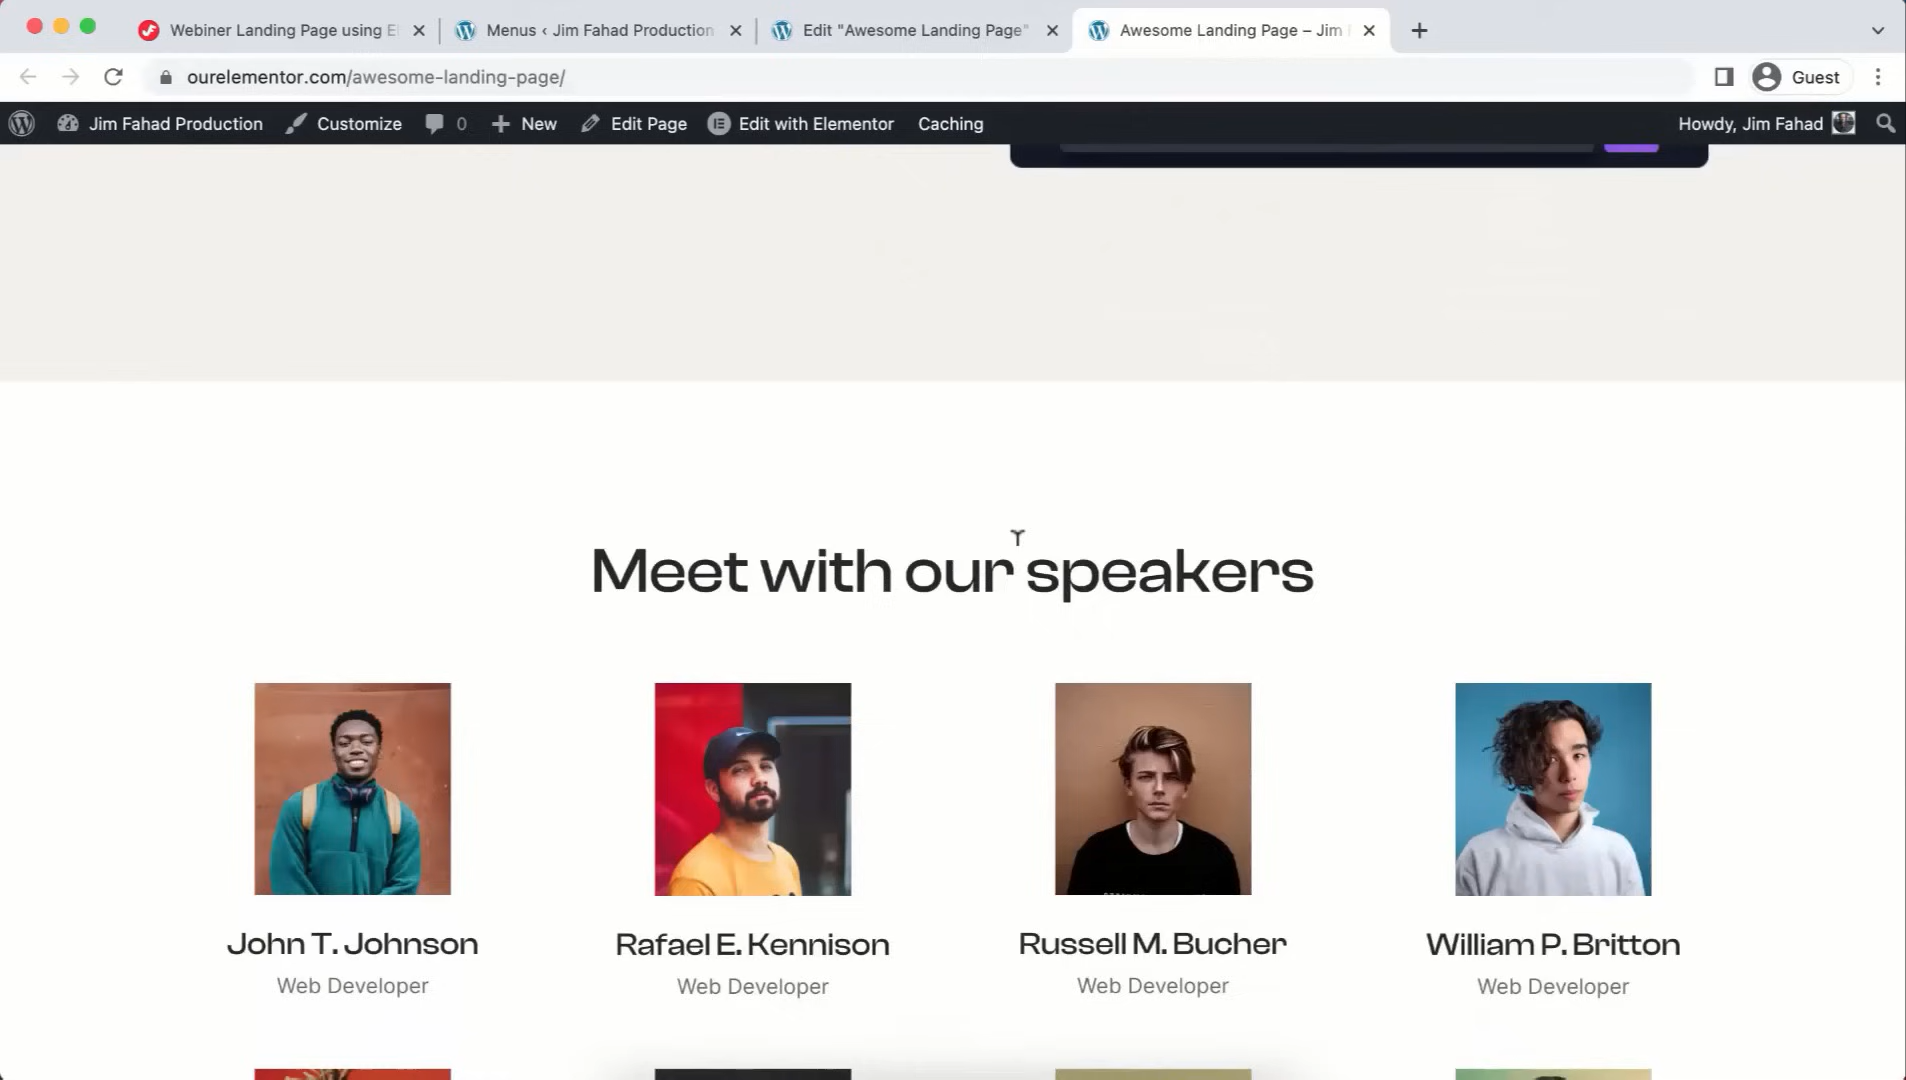 Webiner Landing Page using E
Menus ‹ Jim Fahad Production
Edit "Awesome Landing Page"
Awesome Landing Page – Jim
ourelementor.com/awesome-landing-page/
Guest
Jim Fahad Production
Customize
0
New
Edit Page
Edit with Elementor
Caching
Howdy, Jim Fahad
Meet with our speakers
John T. Johnson
Rafael E. Kennison
Russell M. Bucher
William P. Britton
Web Developer
Web Developer
Web Developer
Web Developer